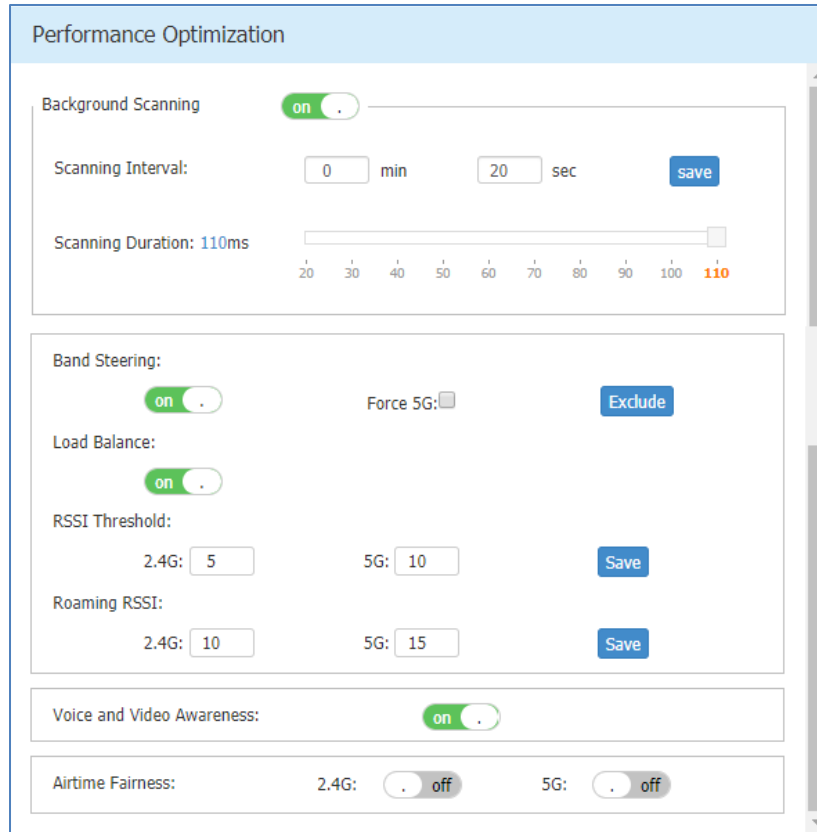 Performance Optimization
Background Scanning on .
Scanning Interval: 0 min 20 sec save
Scanning Duration: 110ms
20 30 40 50 60 70 80 90 100 110
Band Steering:
on . Force 5G: Exclude
Load Balance:
on .
RSSI Threshold:
2.4G: 5 5G: 10 Save
Roaming RSSI:
2.4G: 10 5G: 15 Save
Voice and Video Awareness: on .
Airtime Fairness: 2.4G: . off 5G: . off